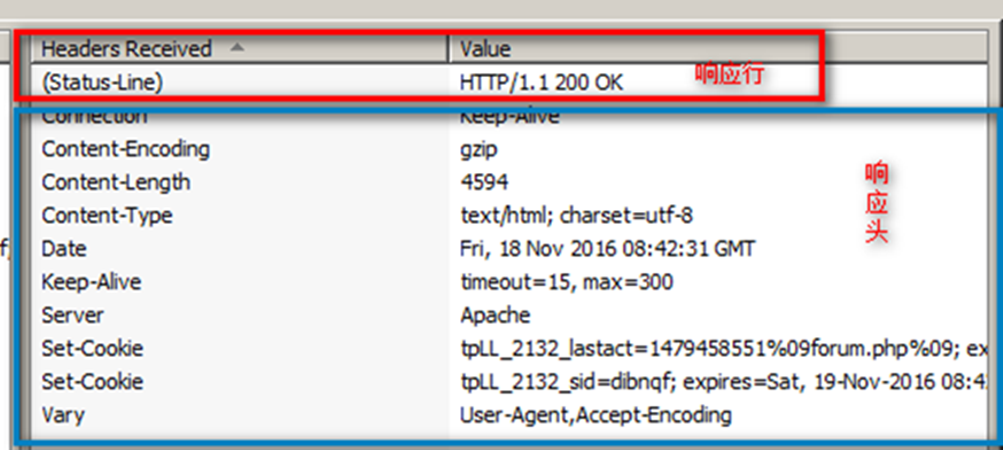 Headers Received Value
(Status-Line) HTTP/1.1 200 OK 响应行
Connection Keep-Alive
Content-Encoding gzip
Content-Length 4594
Content-Type text/html; charset=utf-8
Date Fri, 18 Nov 2016 08:42:31 GMT
Keep-Alive timeout=15, max=300
Server Apache
Set-Cookie tpLL_2132_lastact=1479458551%09forum.php%09; ex
Set-Cookie tpLL_2132_sid=dibnqf; expires=Sat, 19-Nov-2016 08:4
Vary User-Agent,Accept-Encoding
响应头